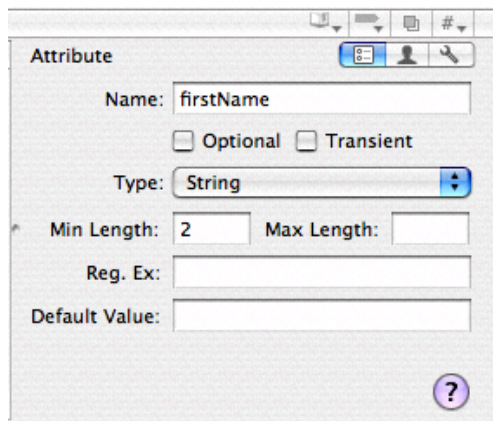 #
Attribute
Name: firstName
Optional Transient
Type: String
Min Length: 2 Max Length:
Reg. Ex:
Default Value:
?